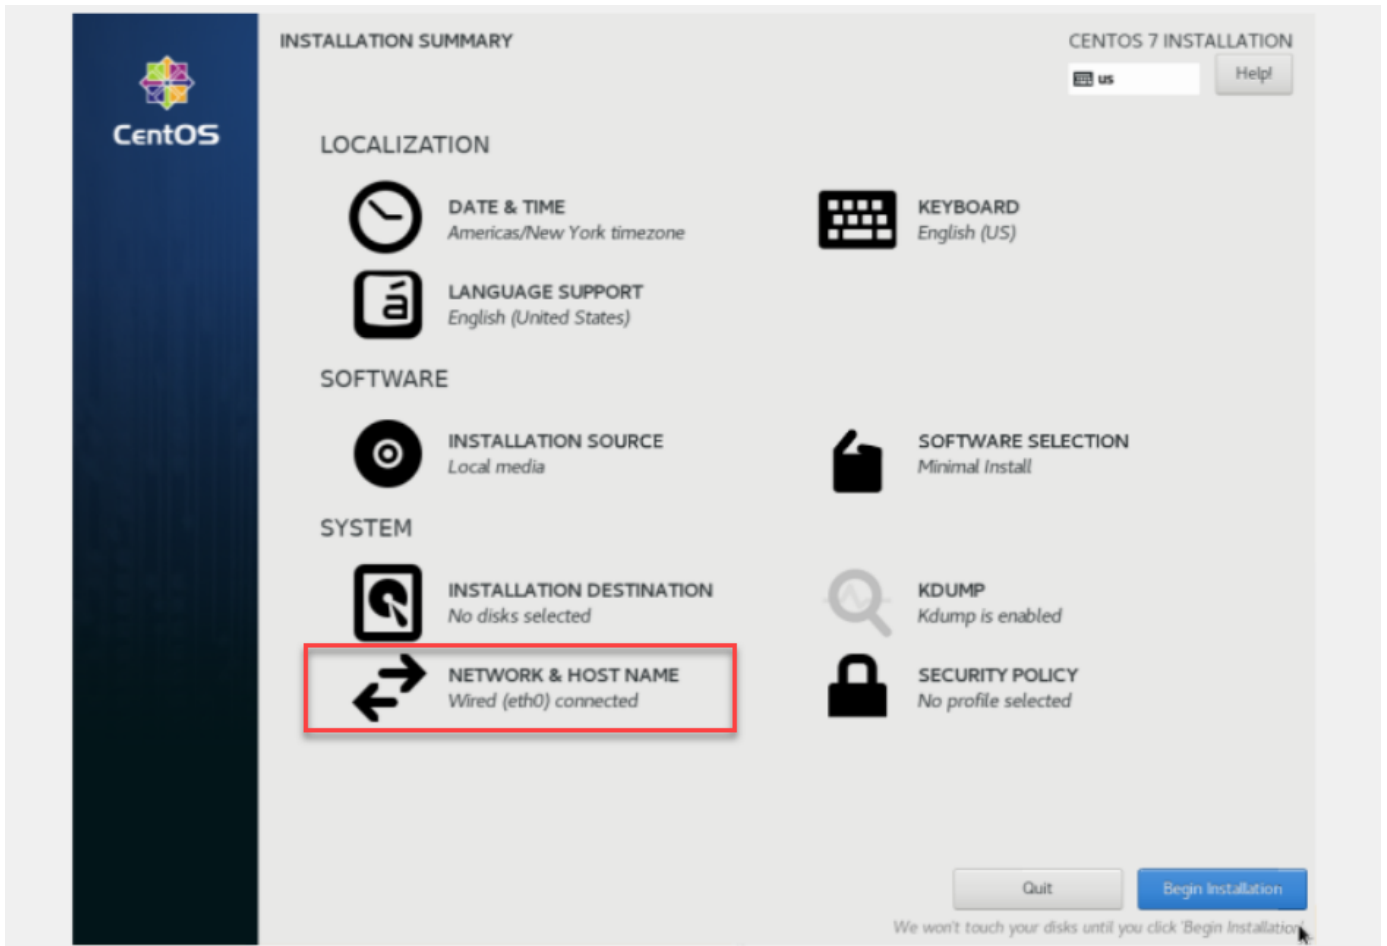 INSTALLATION SUMMARY
CENTOS 7 INSTALLATION
us
Help!
CentOS
LOCALIZATION
DATE & TIME
Americas/New York timezone
KEYBOARD
English (US)
LANGUAGE SUPPORT
English (United States)
SOFTWARE
INSTALLATION SOURCE
Local media
SOFTWARE SELECTION
Minimal Install
SYSTEM
INSTALLATION DESTINATION
No disks selected
KDUMP
Kdump is enabled
NETWORK & HOST NAME
Wired (eth0) connected
SECURITY POLICY
No profile selected
Quit
Begin Installation
We won't touch your disks until you click 'Begin Installation'.